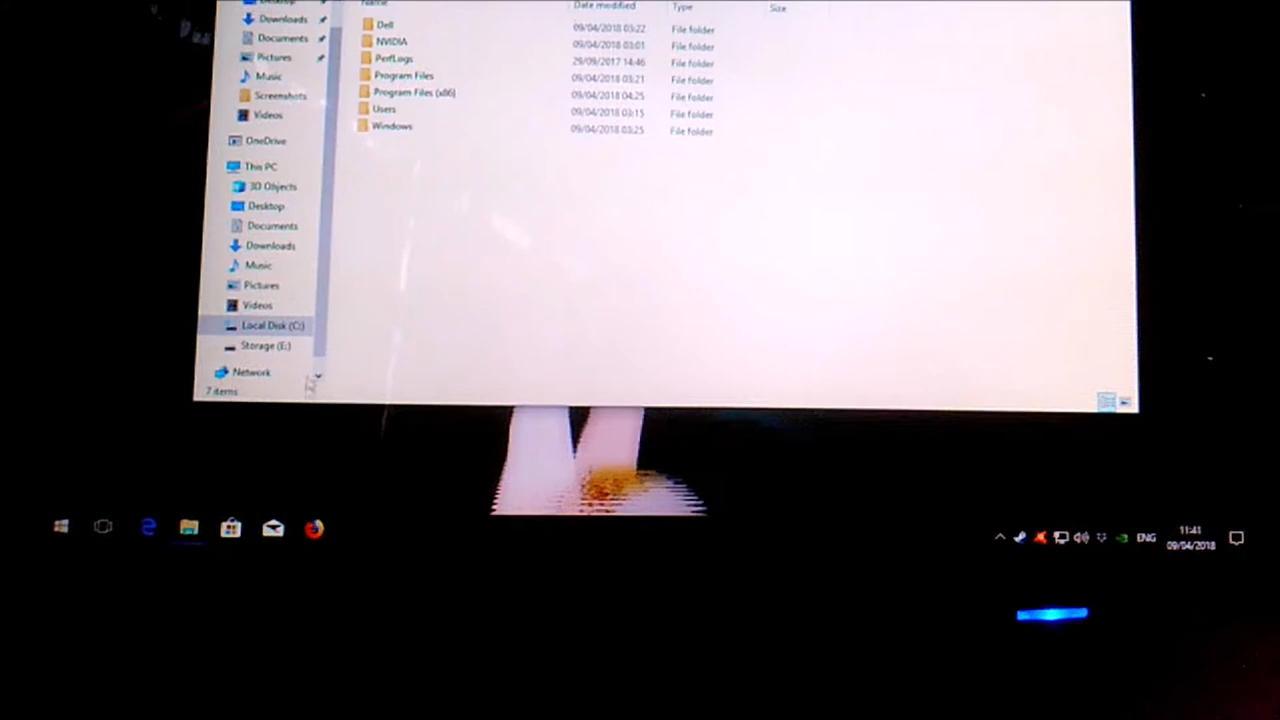 Desktop
Name Date modified Type Size
Downloads
Dell 09/04/2018 03:22 File folder
Documents
NVIDIA 09/04/2018 03:01 File folder
Pictures
PerfLogs 29/09/2017 14:46 File folder
Music
Program Files 09/04/2018 03:21 File folder
Screenshots
Program Files (x86) 09/04/2018 04:25 File folder
Videos
Users 09/04/2018 03:15 File folder
Windows 09/04/2018 03:25 File folder
OneDrive
This PC
3D Objects
Desktop
Documents
Downloads
Music
Pictures
Videos
Local Disk (C:)
Storage (E:)
Network
7 items
ENG
11:41
09/04/2018